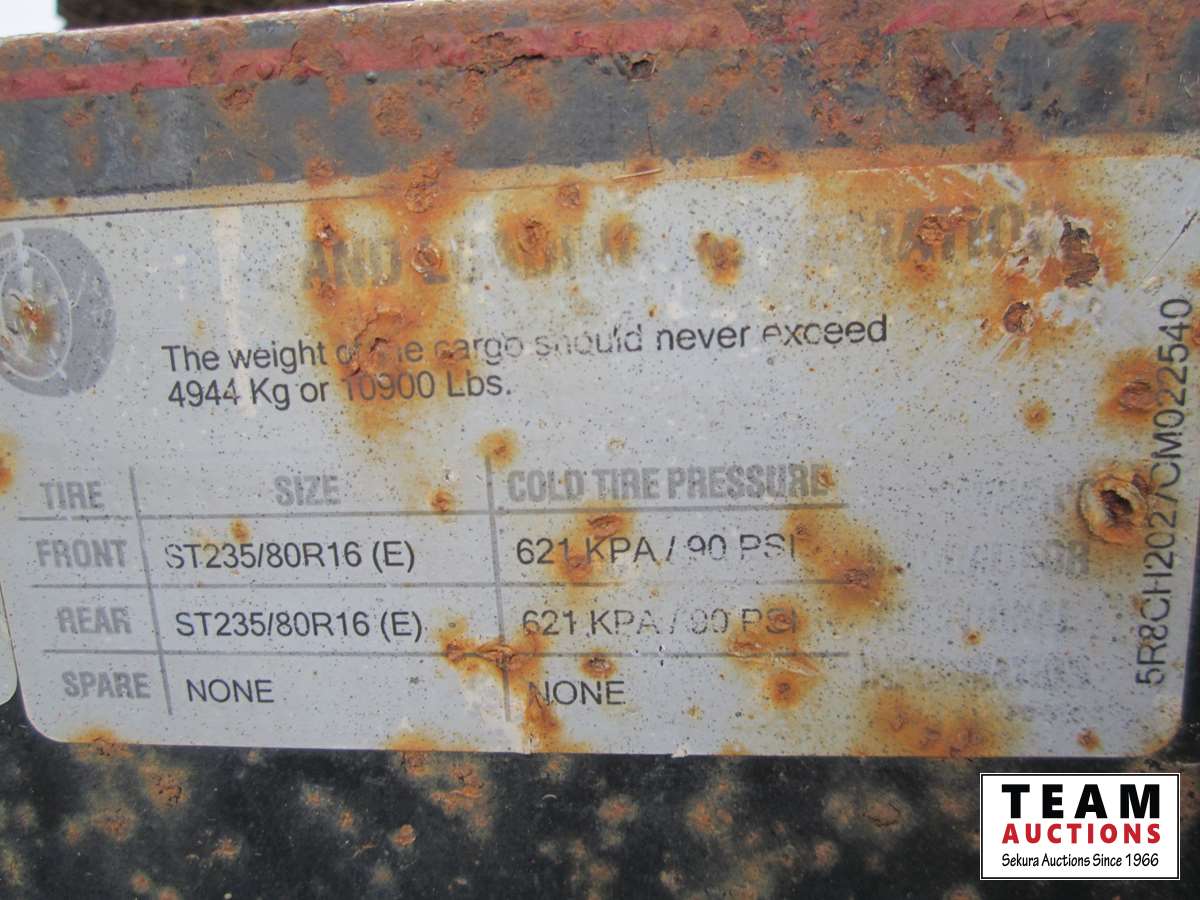 AND
The weight of the cargo should never exceed
4944 Kg or 10900 Lbs.
TIRE SIZE COLD TIRE PRESSURE
FRONT ST235/80R16 (E) 621 KPA / 90 PSI
REAR ST235/80R16 (E) 621 KPA / 90 PSI
SPARE NONE NONE
5R8CH2027CM022540
TEAM
AUCTIONS
Sekura Auctions Since 1966